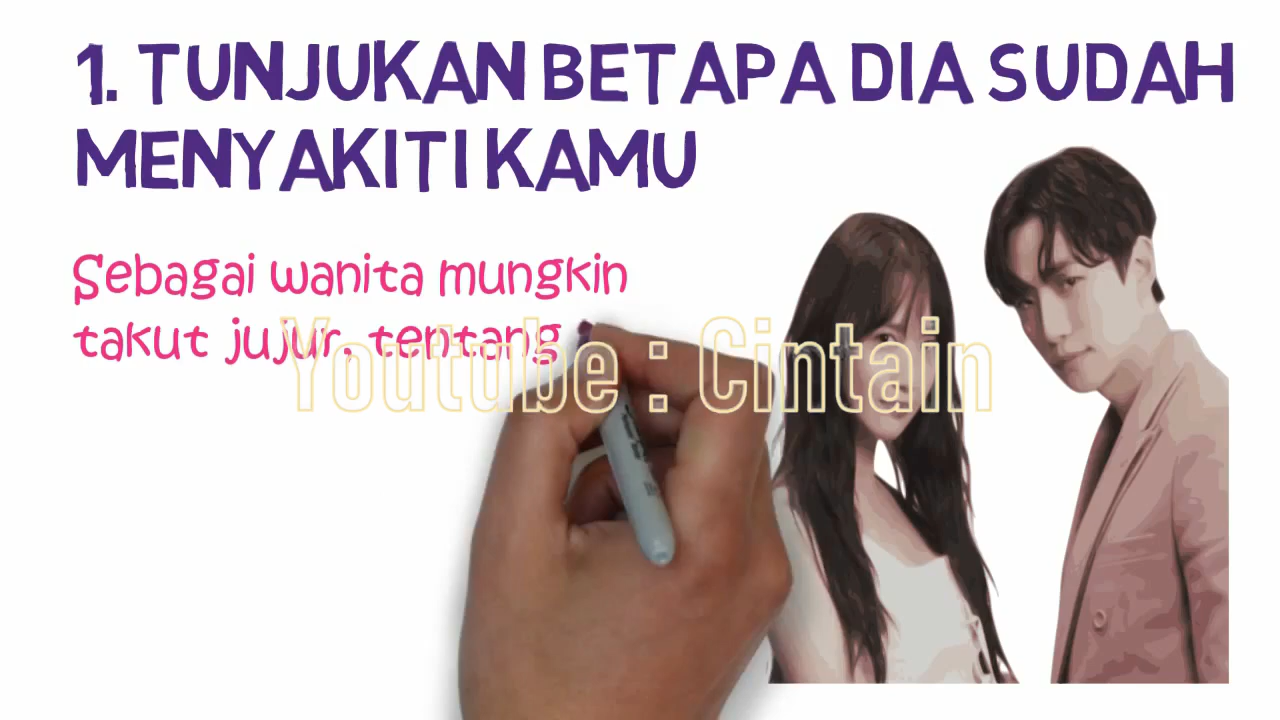 1. TUNJUKAN BETAPA DIA SUDAH
MENYAKITI KAMU
Sebagai wanita mungkin
takut jujur, tentang
Youtube : Cintain